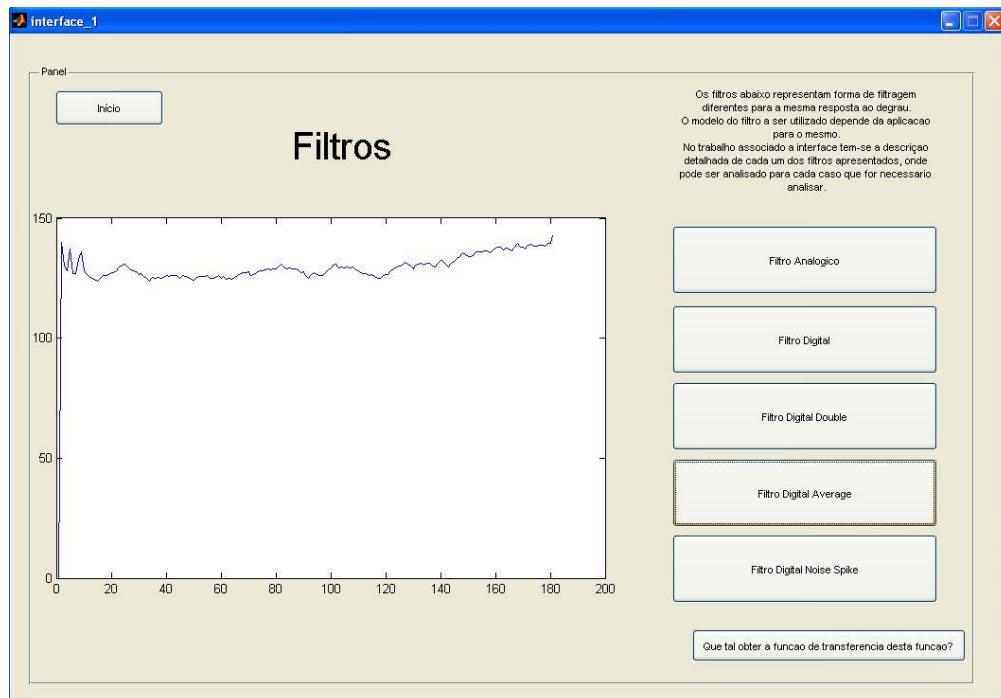 interface_1
Panel
Início
Filtros
Os filtros abaixo representam forma de filtragem
diferentes para a mesma resposta ao degrau.
O modelo do filtro a ser utilizado depende da aplicacao
para o mesmo.
No trabalho associado a interface tem-se a descriçao
detalhada de cada um dos filtros apresentados, onde
pode ser analisado para cada caso que for necessario
analisar.
150
100
50
0
0 20 40 60 80 100 120 140 160 180 200
Filtro Analogico
Filtro Digital
Filtro Digital Double
Filtro Digital Average
Filtro Digital Noise Spike
Que tal obter a funcao de transferencia desta funcao?